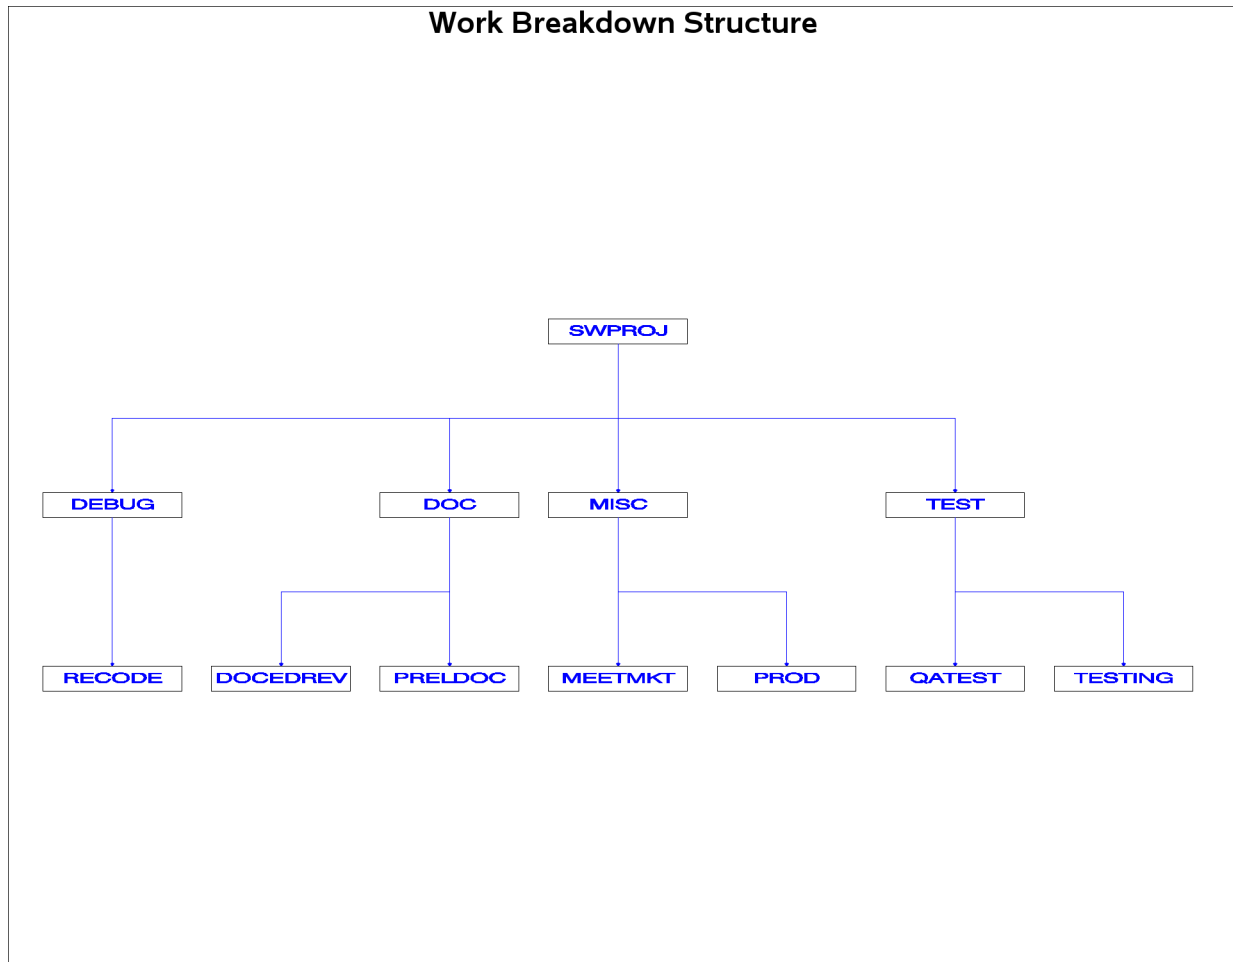 Work Breakdown Structure
SWPROJ
DEBUG DOC MISC TEST
RECODE DOCEDREV PRELDOC MEETMKT PROD QATEST TESTING